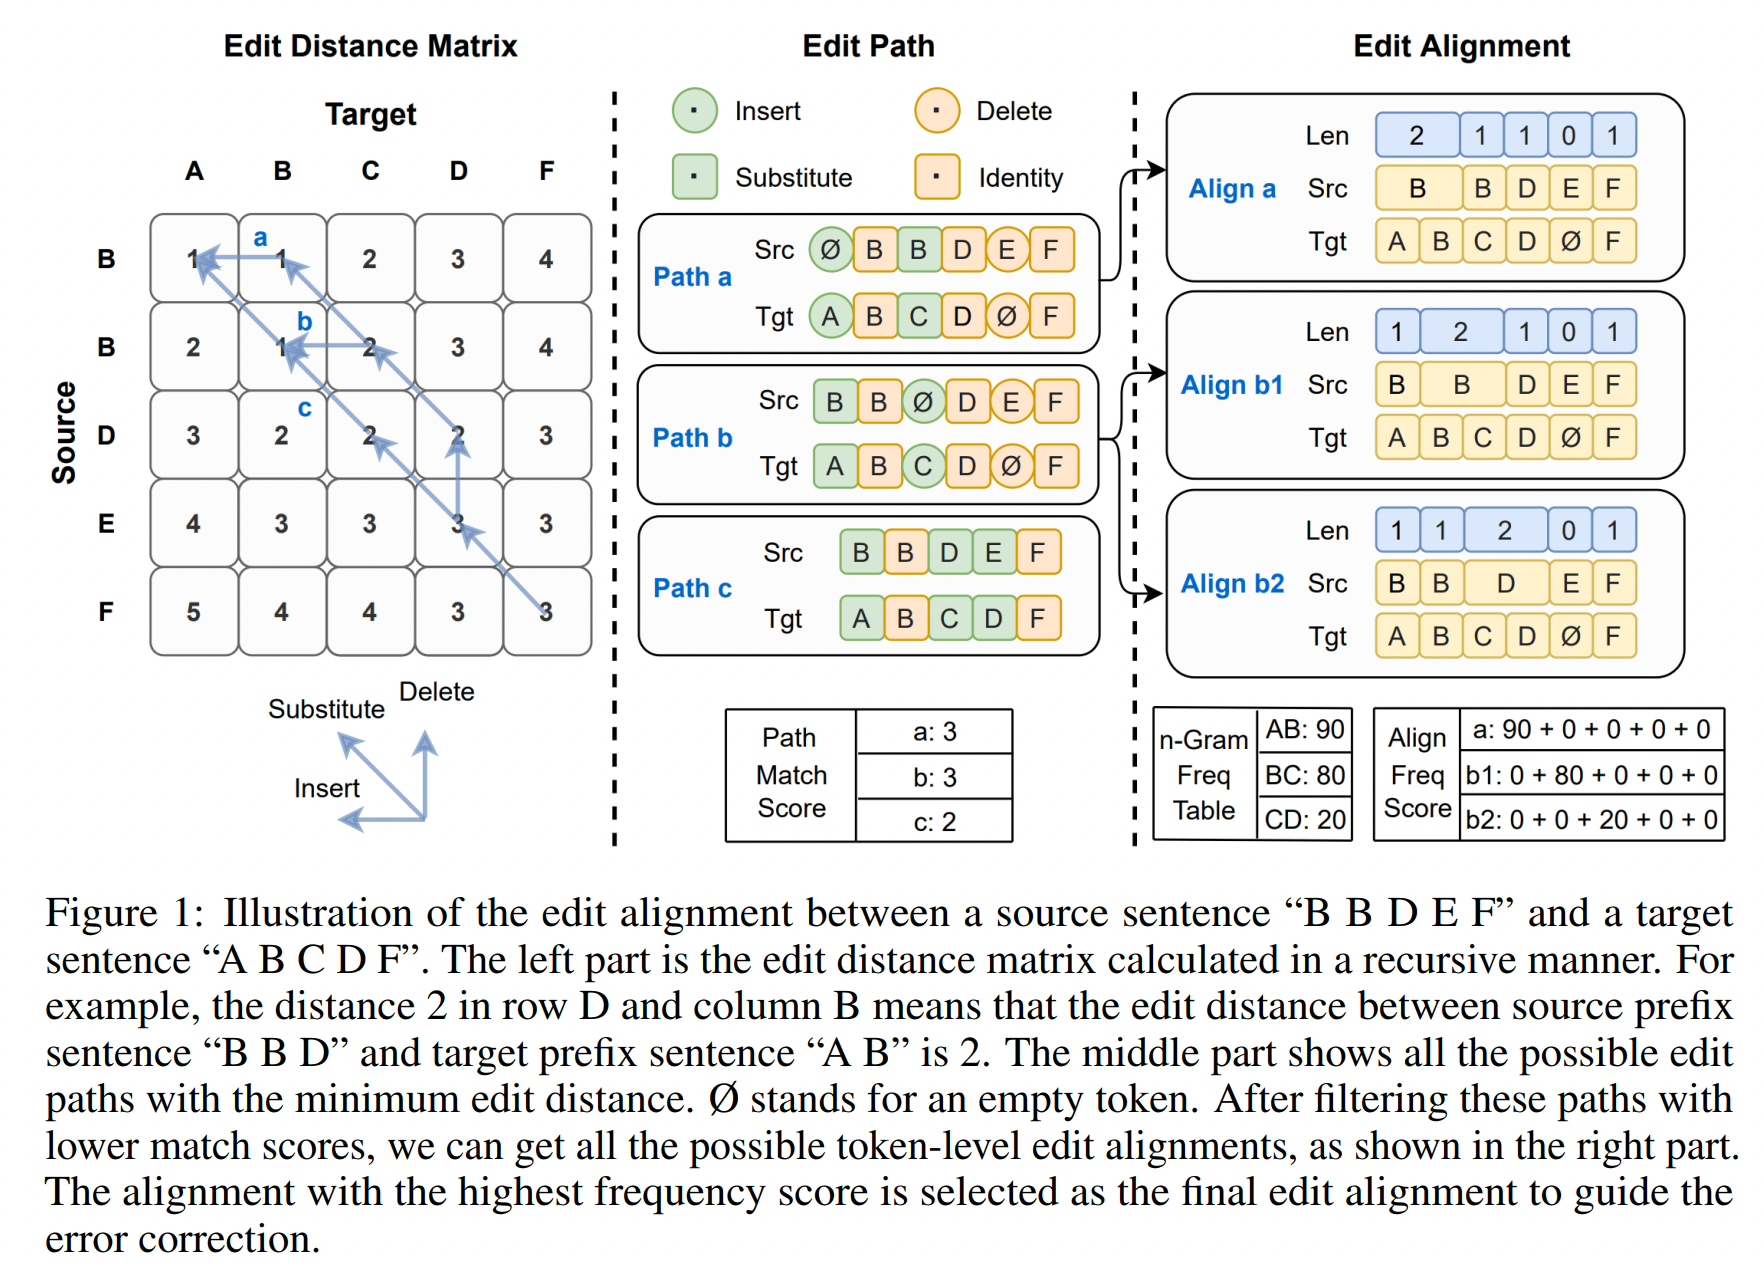 Edit Distance Matrix
Target
A B C D F
Source
B 1 1 2 3 4
a
B 2 1 2 3 4
b
D 3 2 2 2 3
c
E 4 3 3 3 3
F 5 4 4 3 3
Substitute
Delete
Insert
Edit Path
· Insert
· Delete
· Substitute
· Identity
Path a
Src Ø B B D E F
Tgt A B C D Ø F
Path b
Src B B Ø D E F
Tgt A B C D Ø F
Path c
Src B B D E F
Tgt A B C D F
Path Match Score
a: 3
b: 3
c: 2
Edit Alignment
Align a
Len 2 1 1 0 1
Src B B D E F
Tgt A B C D Ø F
Align b1
Len 1 2 1 0 1
Src B B D E F
Tgt A B C D Ø F
Align b2
Len 1 1 2 0 1
Src B B D E F
Tgt A B C D Ø F
n-Gram Freq Table
AB: 90
BC: 80
CD: 20
Align Freq Score
a: 90 + 0 + 0 + 0 + 0
b1: 0 + 80 + 0 + 0 + 0
b2: 0 + 0 + 20 + 0 + 0
Figure 1: Illustration of the edit alignment between a source sentence “B B D E F” and a target
sentence “A B C D F”. The left part is the edit distance matrix calculated in a recursive manner. For
example, the distance 2 in row D and column B means that the edit distance between source prefix
sentence “B B D” and target prefix sentence “A B” is 2. The middle part shows all the possible edit
paths with the minimum edit distance. Ø stands for an empty token. After filtering these paths with
lower match scores, we can get all the possible token-level edit alignments, as shown in the right part.
The alignment with the highest frequency score is selected as the final edit alignment to guide the
error correction.